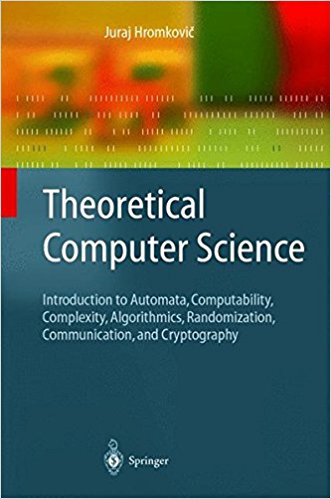 Juraj Hromkovič
Theoretical
Computer Science
Introduction to Automata, Computability,
Complexity, Algorithmics, Randomization,
Communication, and Cryptography
Springer